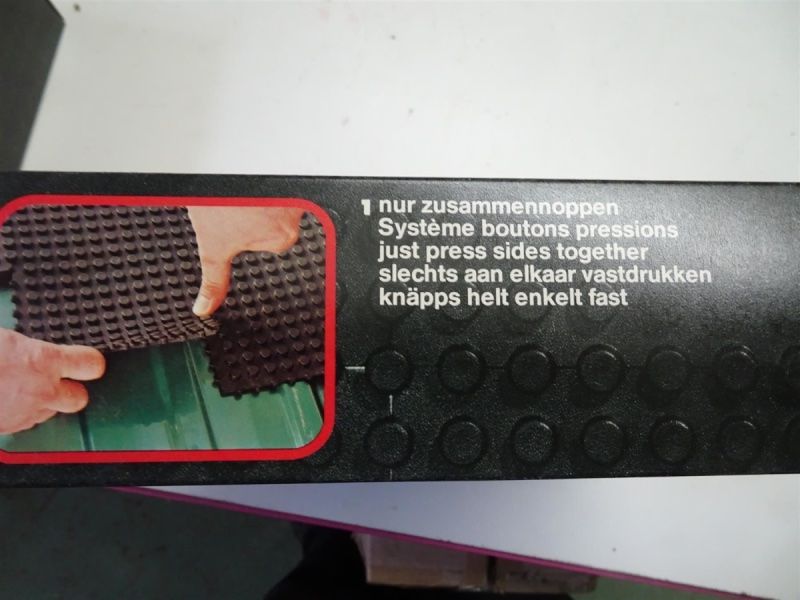 1 nur zusammennoppen
Système boutons pressions
just press sides together
slechts aan elkaar vastdrukken
knäpps helt enkelt fast